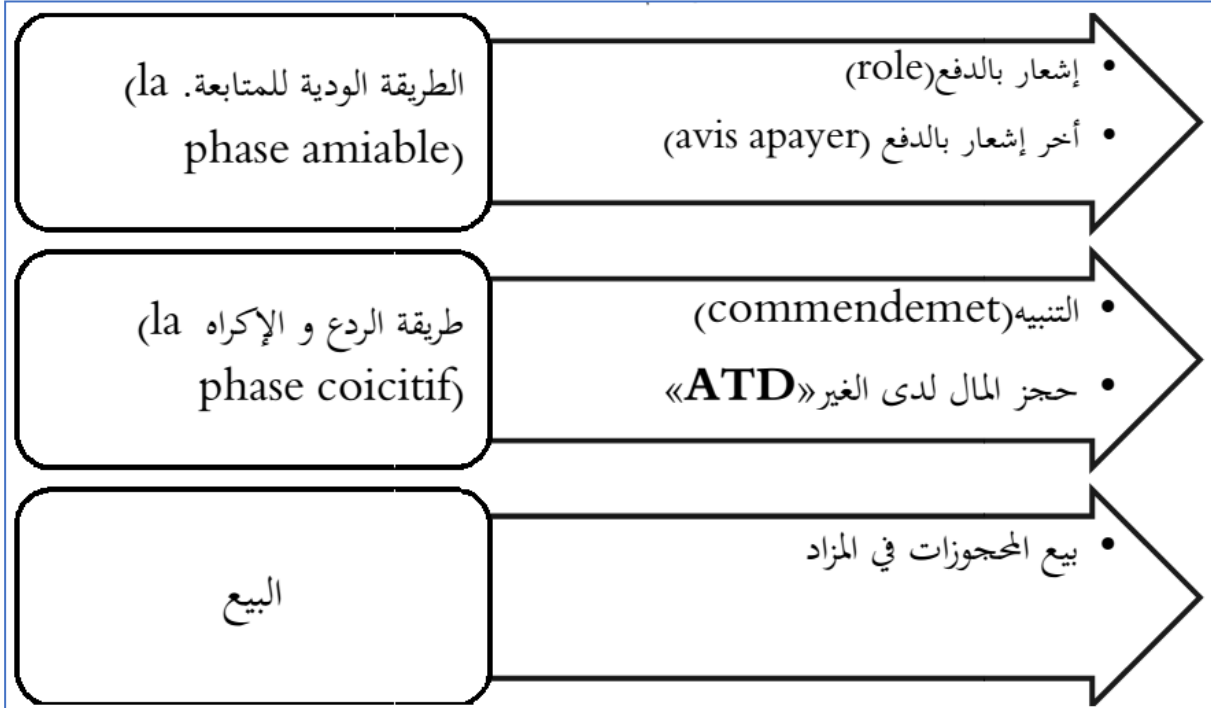 الطريقة الودية للمتابعة. la)
(phase amiable
• إشعار بالدفع(role)
• أخر إشعار بالدفع (avis apayer)
طريقة الردع و الإكراه la)
(phase coicitif
• التنبيه(commendemet)
• حجز المال لدى الغير«ATD»
البيع
• بيع المحجوزات في المزاد